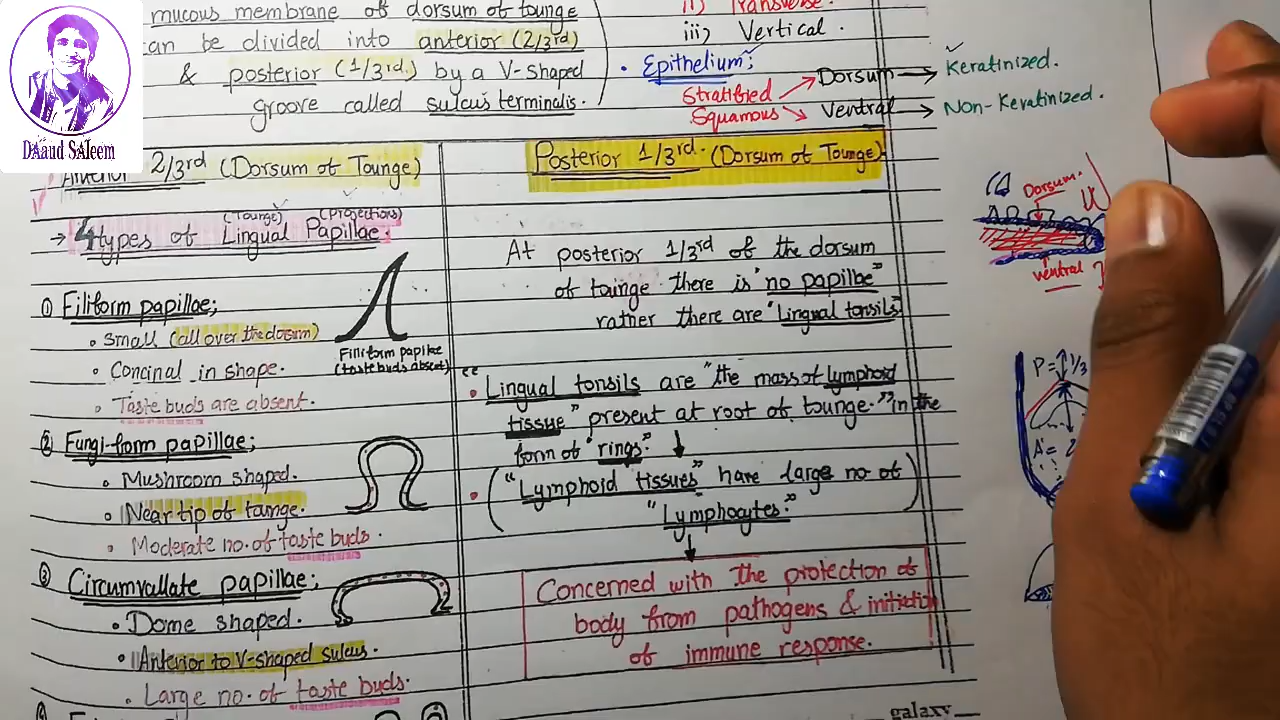 mucous membrane of dorsum of tounge
can be divided into anterior (2/3rd)
& posterior (1/3rd.) by a V-shaped
groove called sulcus terminalis.
ii) Transverse.
iii) Vertical.
• Epithelium;
Stratified
Squamous
Dorsum → Keratinized.
Ventral → Non-Keratinized.
DAaud SAleem
Anterior 2/3rd (Dorsum of Tounge)
(Tounge) (Projections)
→ 4 types of Lingual Papillae.
① Filiform papillae;
• Small (all over the dorsum)
• Concinal in shape.
• Taste buds are absent.
Filliform papilae
(taste buds absent)
② Fungi-form papillae;
• Mushroom shaped.
• Near tip of tounge.
• Moderate no. of taste buds.
③ Circumvallate papillae;
• Dome shaped.
• Anterior to V-shaped sulcus.
• Large no. of taste buds.
Posterior 1/3rd. (Dorsum of Tounge)
At posterior 1/3rd of the dorsum
of tounge there is "no papillae"
rather there are "Lingual tonsils"
• Lingual tonsils are "the mass of lymphoid
tissue" present at root of tounge." in the
form of "rings."
• ("Lymphoid tissues" have large no. of
"Lymphocytes.")
Concerned with the protection of
body from pathogens & initiation
of immune response.
Dorsum.
ventral
P= 1/3
A= 2
galaxy